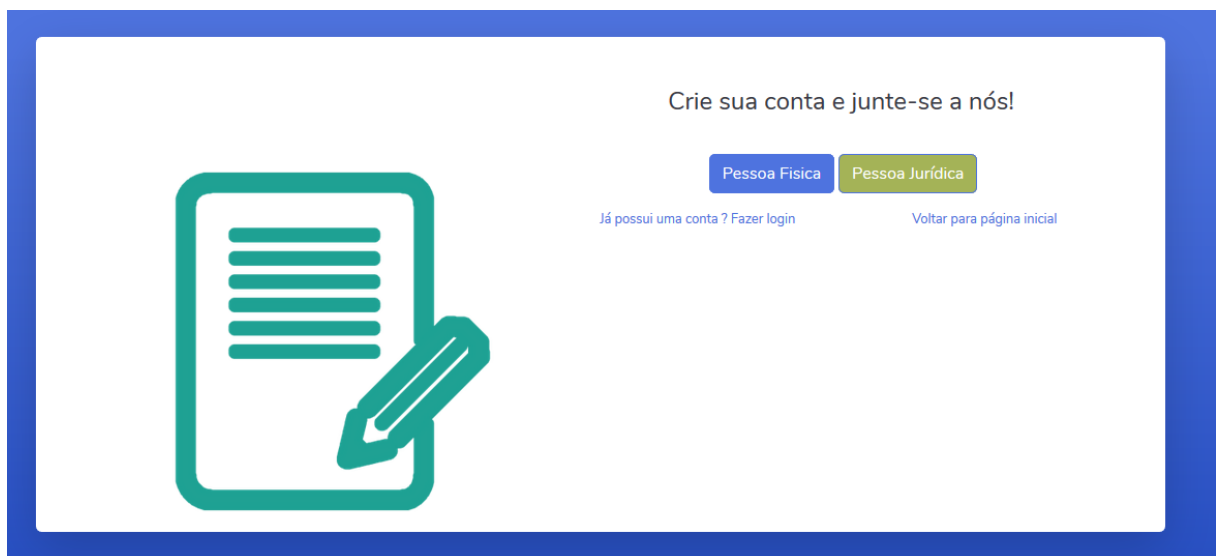 Crie sua conta e junte-se a nós!
Pessoa Fisica Pessoa Jurídica
Já possui uma conta ? Fazer login Voltar para página inicial